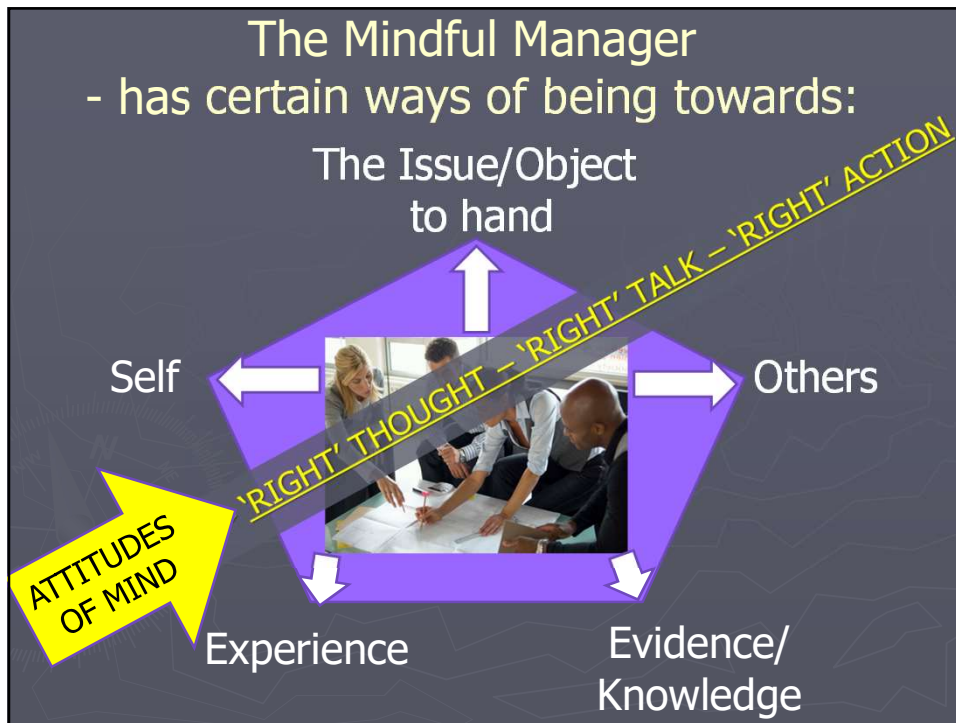 The Mindful Manager
- has certain ways of being towards:
The Issue/Object
to hand
‘RIGHT’ THOUGHT – ‘RIGHT’ TALK – ‘RIGHT’ ACTION
Self
Others
ATTITUDES
OF MIND
Experience
Evidence/
Knowledge